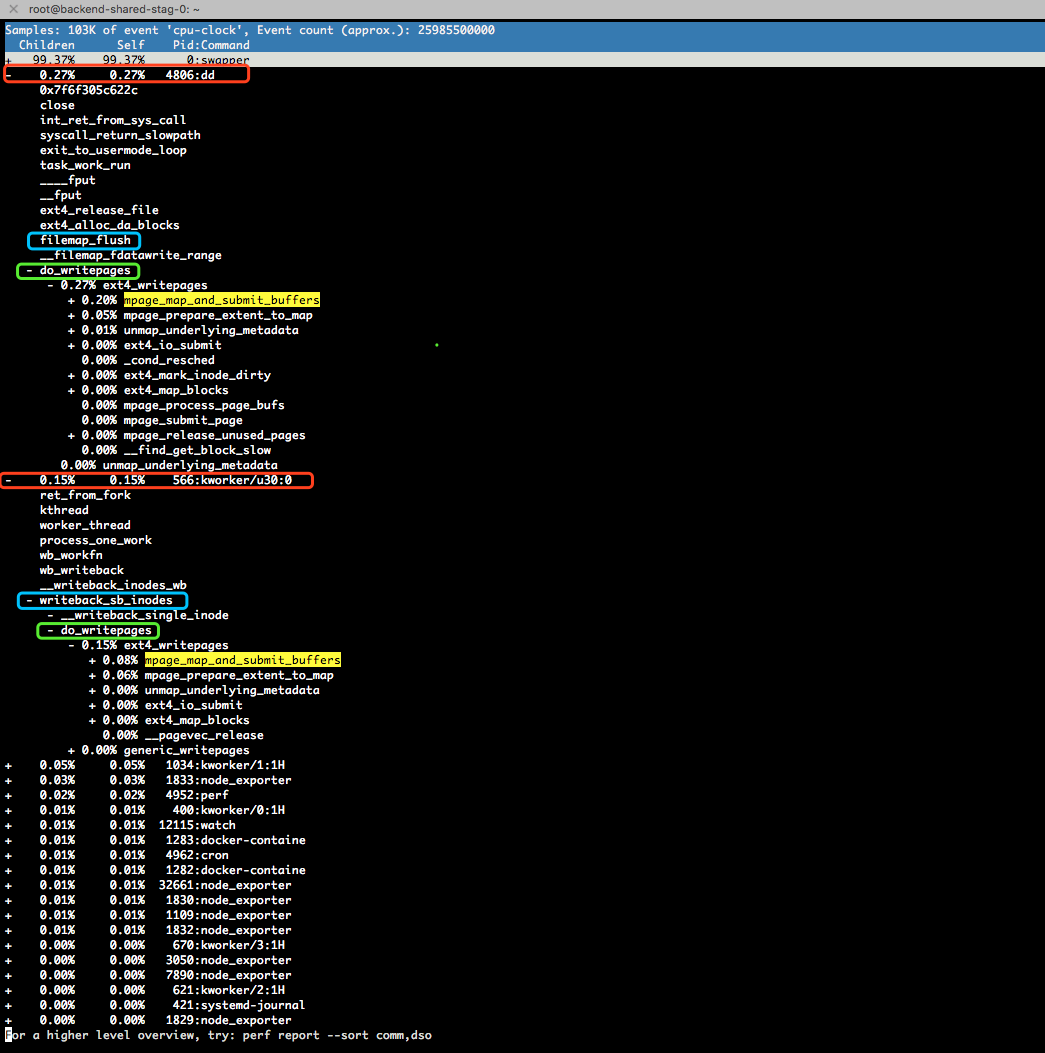 root@backend-shared-stag-0: ~
Samples: 103K of event 'cpu-clock', Event count (approx.): 25985500000
Children Self Pid:Command
+ 99.37% 99.37% 0:swapper
- 0.27% 0.27% 4806:dd
0x7f6f305c622c
close
int_ret_from_sys_call
syscall_return_slowpath
exit_to_usermode_loop
task_work_run
____fput
__fput
ext4_release_file
ext4_alloc_da_blocks
filemap_flush
__filemap_fdatawrite_range
- do_writepages
- 0.27% ext4_writepages
+ 0.20% mpage_map_and_submit_buffers
+ 0.05% mpage_prepare_extent_to_map
+ 0.01% unmap_underlying_metadata
+ 0.00% ext4_io_submit
0.00% _cond_resched
+ 0.00% ext4_mark_inode_dirty
+ 0.00% ext4_map_blocks
0.00% mpage_process_page_bufs
0.00% mpage_submit_page
+ 0.00% mpage_release_unused_pages
0.00% __find_get_block_slow
0.00% unmap_underlying_metadata
- 0.15% 0.15% 566:kworker/u30:0
ret_from_fork
kthread
worker_thread
process_one_work
wb_workfn
wb_writeback
__writeback_inodes_wb
- writeback_sb_inodes
- __writeback_single_inode
- do_writepages
- 0.15% ext4_writepages
+ 0.08% mpage_map_and_submit_buffers
+ 0.06% mpage_prepare_extent_to_map
+ 0.00% unmap_underlying_metadata
+ 0.00% ext4_io_submit
+ 0.00% ext4_map_blocks
0.00% __pagevec_release
+ 0.00% generic_writepages
+ 0.05% 0.05% 1034:kworker/1:1H
+ 0.03% 0.03% 1833:node_exporter
+ 0.02% 0.02% 4952:perf
+ 0.01% 0.01% 400:kworker/0:1H
+ 0.01% 0.01% 12115:watch
+ 0.01% 0.01% 1283:docker-containe
+ 0.01% 0.01% 4962:cron
+ 0.01% 0.01% 1282:docker-containe
+ 0.01% 0.01% 32661:node_exporter
+ 0.01% 0.01% 1830:node_exporter
+ 0.01% 0.01% 1109:node_exporter
+ 0.01% 0.01% 1832:node_exporter
+ 0.00% 0.00% 670:kworker/3:1H
+ 0.00% 0.00% 3050:node_exporter
+ 0.00% 0.00% 7890:node_exporter
+ 0.00% 0.00% 621:kworker/2:1H
+ 0.00% 0.00% 421:systemd-journal
+ 0.00% 0.00% 1829:node_exporter
For a higher level overview, try: perf report --sort comm,dso